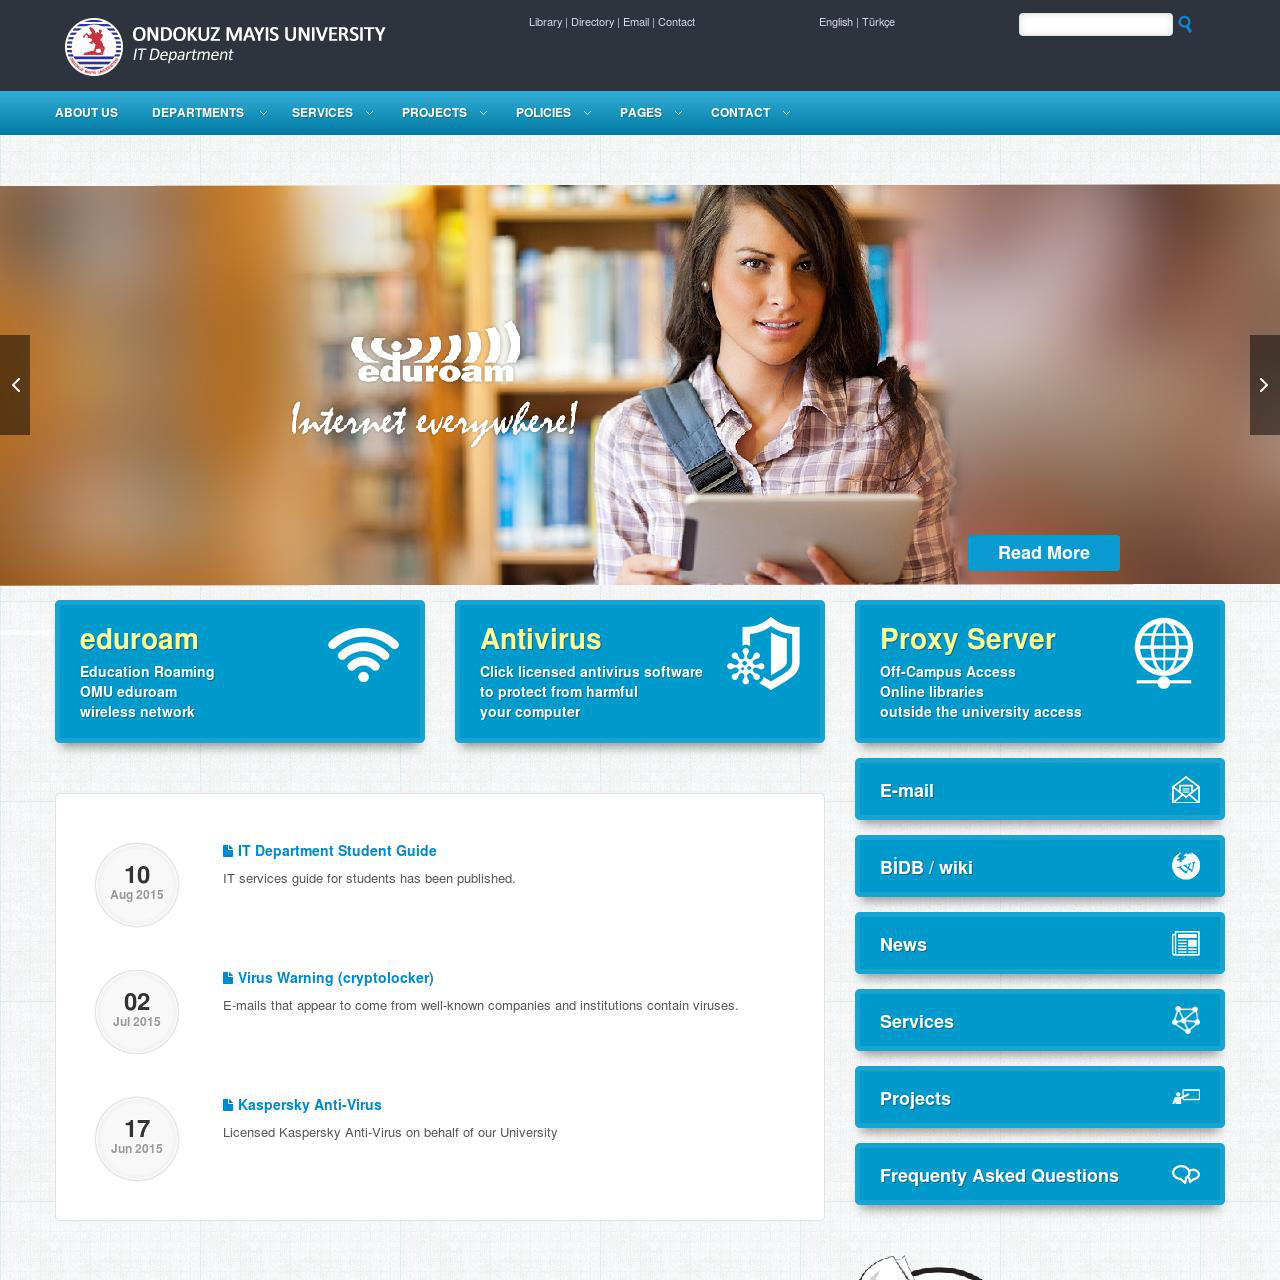 ONDOKUZ MAYIS UNIVERSITY
IT Department
Library | Directory | Email | Contact
English | Türkçe
ABOUT US
DEPARTMENTS
SERVICES
PROJECTS
POLICIES
PAGES
CONTACT
eduroam
Internet everywhere!
Read More
eduroam
Education Roaming
OMU eduroam
wireless network
Antivirus
Click licensed antivirus software
to protect from harmful
your computer
Proxy Server
Off-Campus Access
Online libraries
outside the university access
10
Aug 2015
IT Department Student Guide
IT services guide for students has been published.
02
Jul 2015
Virus Warning (cryptolocker)
E-mails that appear to come from well-known companies and institutions contain viruses.
17
Jun 2015
Kaspersky Anti-Virus
Licensed Kaspersky Anti-Virus on behalf of our University
E-mail
BİDB / wiki
News
Services
Projects
Frequenty Asked Questions